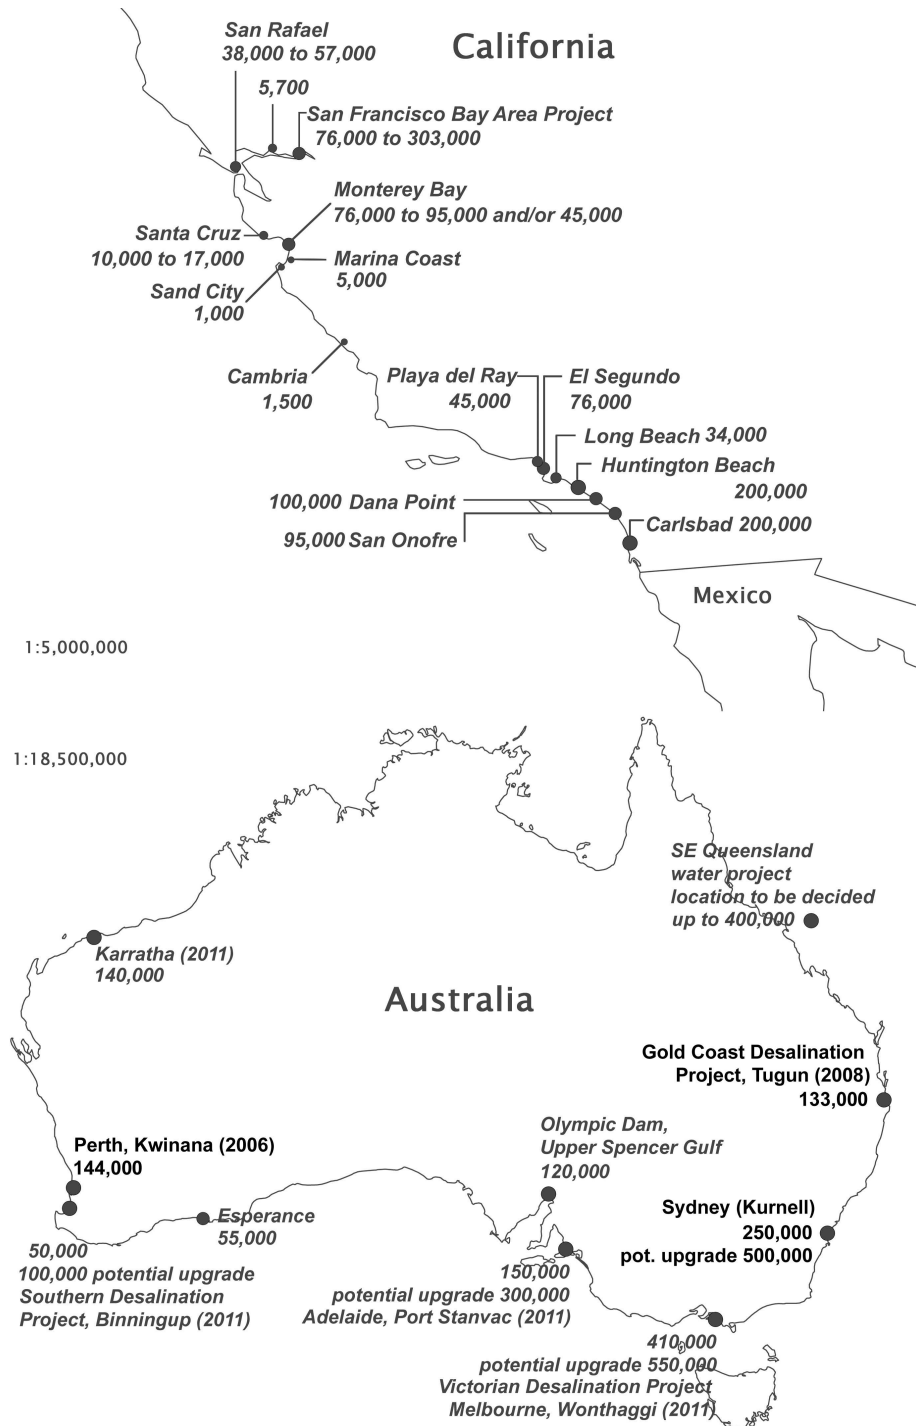 California
San Rafael
38,000 to 57,000
5,700
San Francisco Bay Area Project
76,000 to 303,000
Monterey Bay
76,000 to 95,000 and/or 45,000
Santa Cruz
10,000 to 17,000
Marina Coast
5,000
Sand City
1,000
Cambria
1,500
Playa del Ray
45,000
El Segundo
76,000
Long Beach 34,000
Huntington Beach
200,000
100,000 Dana Point
95,000 San Onofre
Carlsbad 200,000
Mexico
1:5,000,000
1:18,500,000
SE Queensland
water project
location to be decided
up to 400,000
Karratha (2011)
140,000
Australia
Gold Coast Desalination
Project, Tugun (2008)
133,000
Perth, Kwinana (2006)
144,000
Olympic Dam,
Upper Spencer Gulf
120,000
Sydney (Kurnell)
250,000
pot. upgrade 500,000
Esperance
55,000
50,000
100,000 potential upgrade
Southern Desalination
Project, Binningup (2011)
150,000
potential upgrade 300,000
Adelaide, Port Stanvac (2011)
410,000
potential upgrade 550,000
Victorian Desalination Project
Melbourne, Wonthaggi (2011)